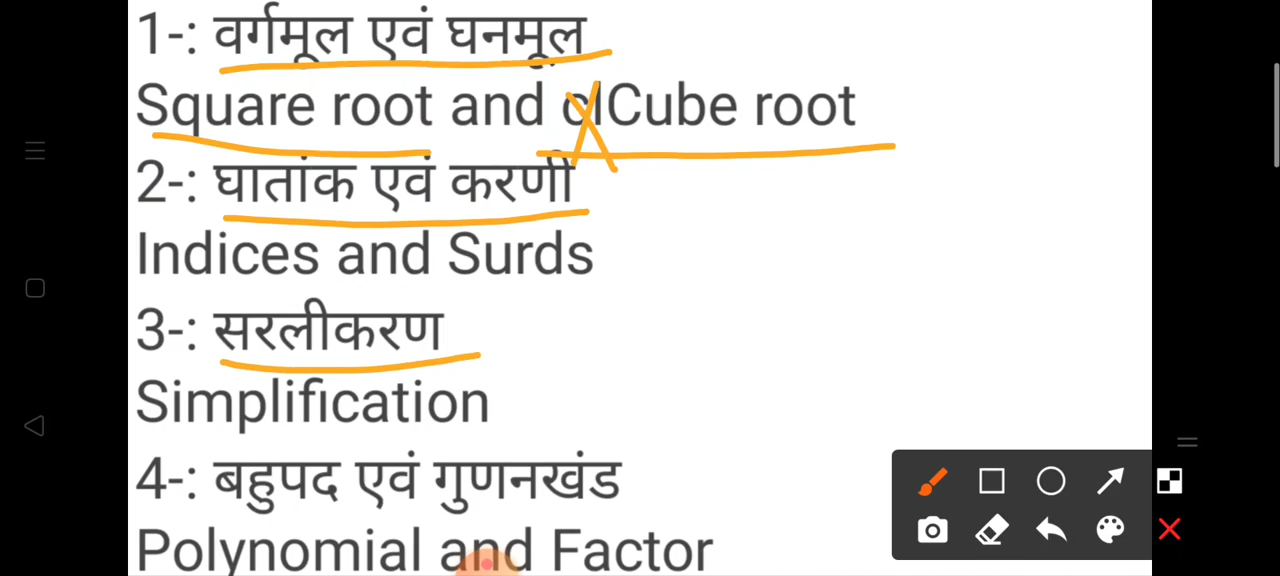 1-: वर्गमूल एवं घनमूल
Square root and clCube root
2-: घातांक एवं करणी
Indices and Surds
3-: सरलीकरण
Simplification
4-: बहुपद एवं गुणनखंड
Polynomial and Factor